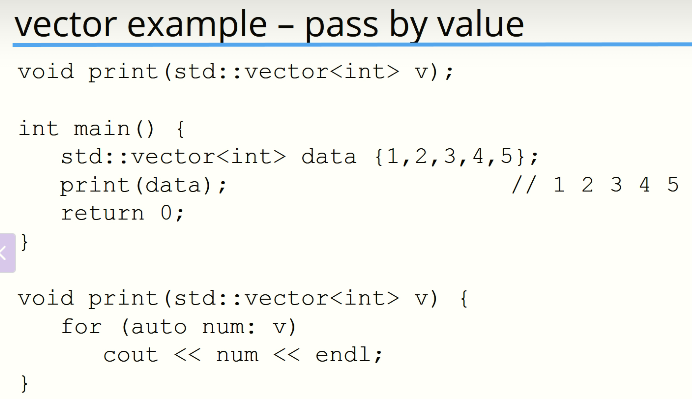 vector example – pass by value
void print(std::vector<int> v);
int main() {
std::vector<int> data {1,2,3,4,5};
print(data); // 1 2 3 4 5
return 0;
}
void print(std::vector<int> v) {
for (auto num: v)
cout << num << endl;
}